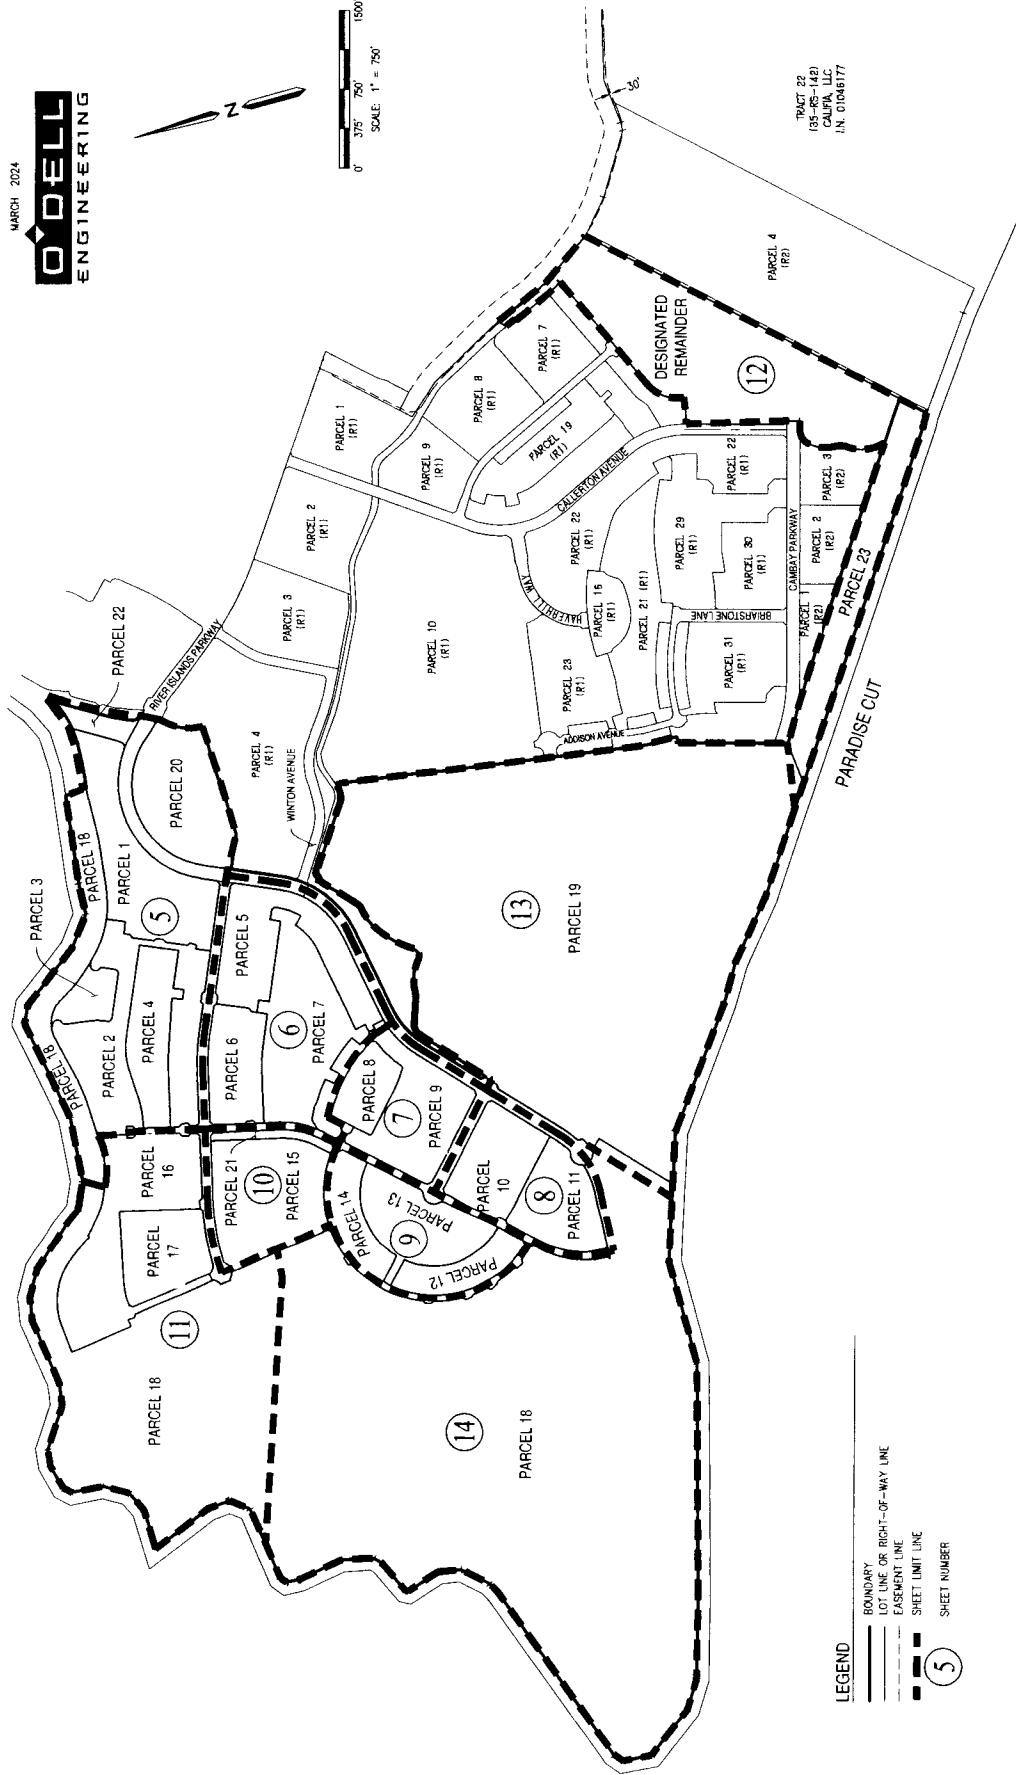 MARCH 2024
O'DELL
ENGINEERING
N
0'
375'
750'
1500'
SCALE: 1" = 750'
30'
TRACT 22
(35-RS-142)
CALIFIA, LLC
I.N. 01046177
PARCEL 4
(R2)
DESIGNATED
REMAINDER
12
PARCEL 7
(R1)
PARCEL 8
(R1)
PARCEL 9
(R1)
PARCEL 1
(R1)
PARCEL 19
(R1)
CALLERTON AVENUE
PARCEL 2
(R1)
PARCEL 3
(R1)
PARCEL 4
(R1)
RIVER ISLANDS PARKWAY
WINTON AVENUE
PARCEL 10
(R1)
HAVERHILL WAY
PARCEL 22
(R1)
PARCEL 22
(R1)
PARCEL 29
(R1)
PARCEL 30
(R1)
PARCEL 16
(R1)
PARCEL 21 (R1)
PARCEL 23
(R1)
PARCEL 31
(R1)
BRIARSTONE LANE
ADDISON AVENUE
CAMBAY PARKWAY
PARCEL 3
(R2)
PARCEL 2
(R2)
PARCEL 1
(R2)
PARCEL 23
PARADISE CUT
PARCEL 22
PARCEL 20
PARCEL 18
PARCEL 1
5
PARCEL 3
PARCEL 2
PARCEL 4
PARCEL 18
PARCEL 5
PARCEL 6
6
PARCEL 7
PARCEL 8
7
PARCEL 9
13
PARCEL 19
PARCEL
16
PARCEL
17
PARCEL 21
10
PARCEL 15
PARCEL 14
PARCEL 13
9
PARCEL 12
PARCEL
10
8
PARCEL 11
11
PARCEL 18
14
PARCEL 18
LEGEND
BOUNDARY
LOT LINE OR RIGHT-OF-WAY LINE
EASEMENT LINE
SHEET LIMIT LINE
5
SHEET NUMBER